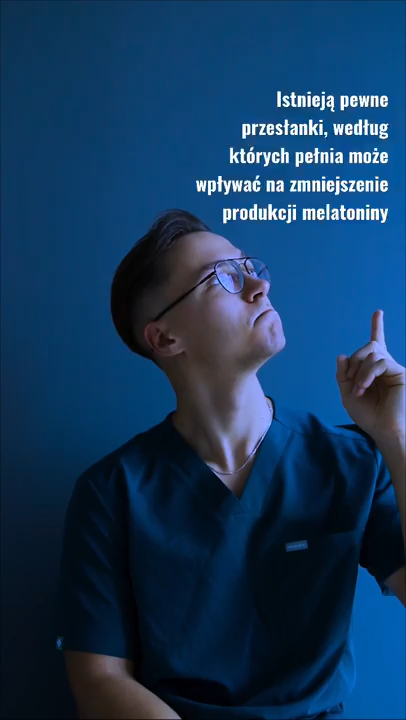 Istnieją pewne
przesłanki, według
których pełnia może
wpływać na zmniejszenie
produkcji melatoniny